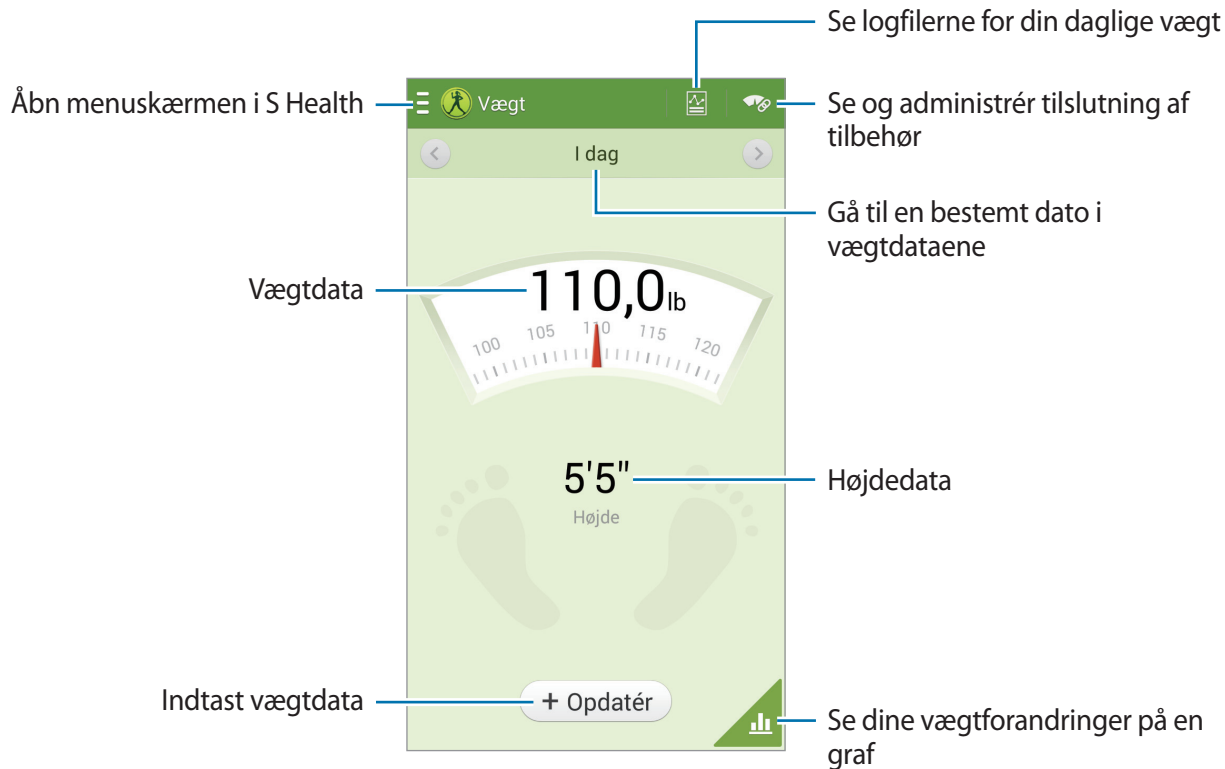 Se logfilerne for din daglige vægt
Åbn menuskærmen i S Health
Vægt
Se og administrér tilslutning af
tilbehør
I dag
Gå til en bestemt dato i
vægtdataene
Vægtdata
110,0lb
100 105 110 115 120
5'5"
Højde
Højdedata
Indtast vægtdata
+ Opdatér
Se dine vægtforandringer på en
graf